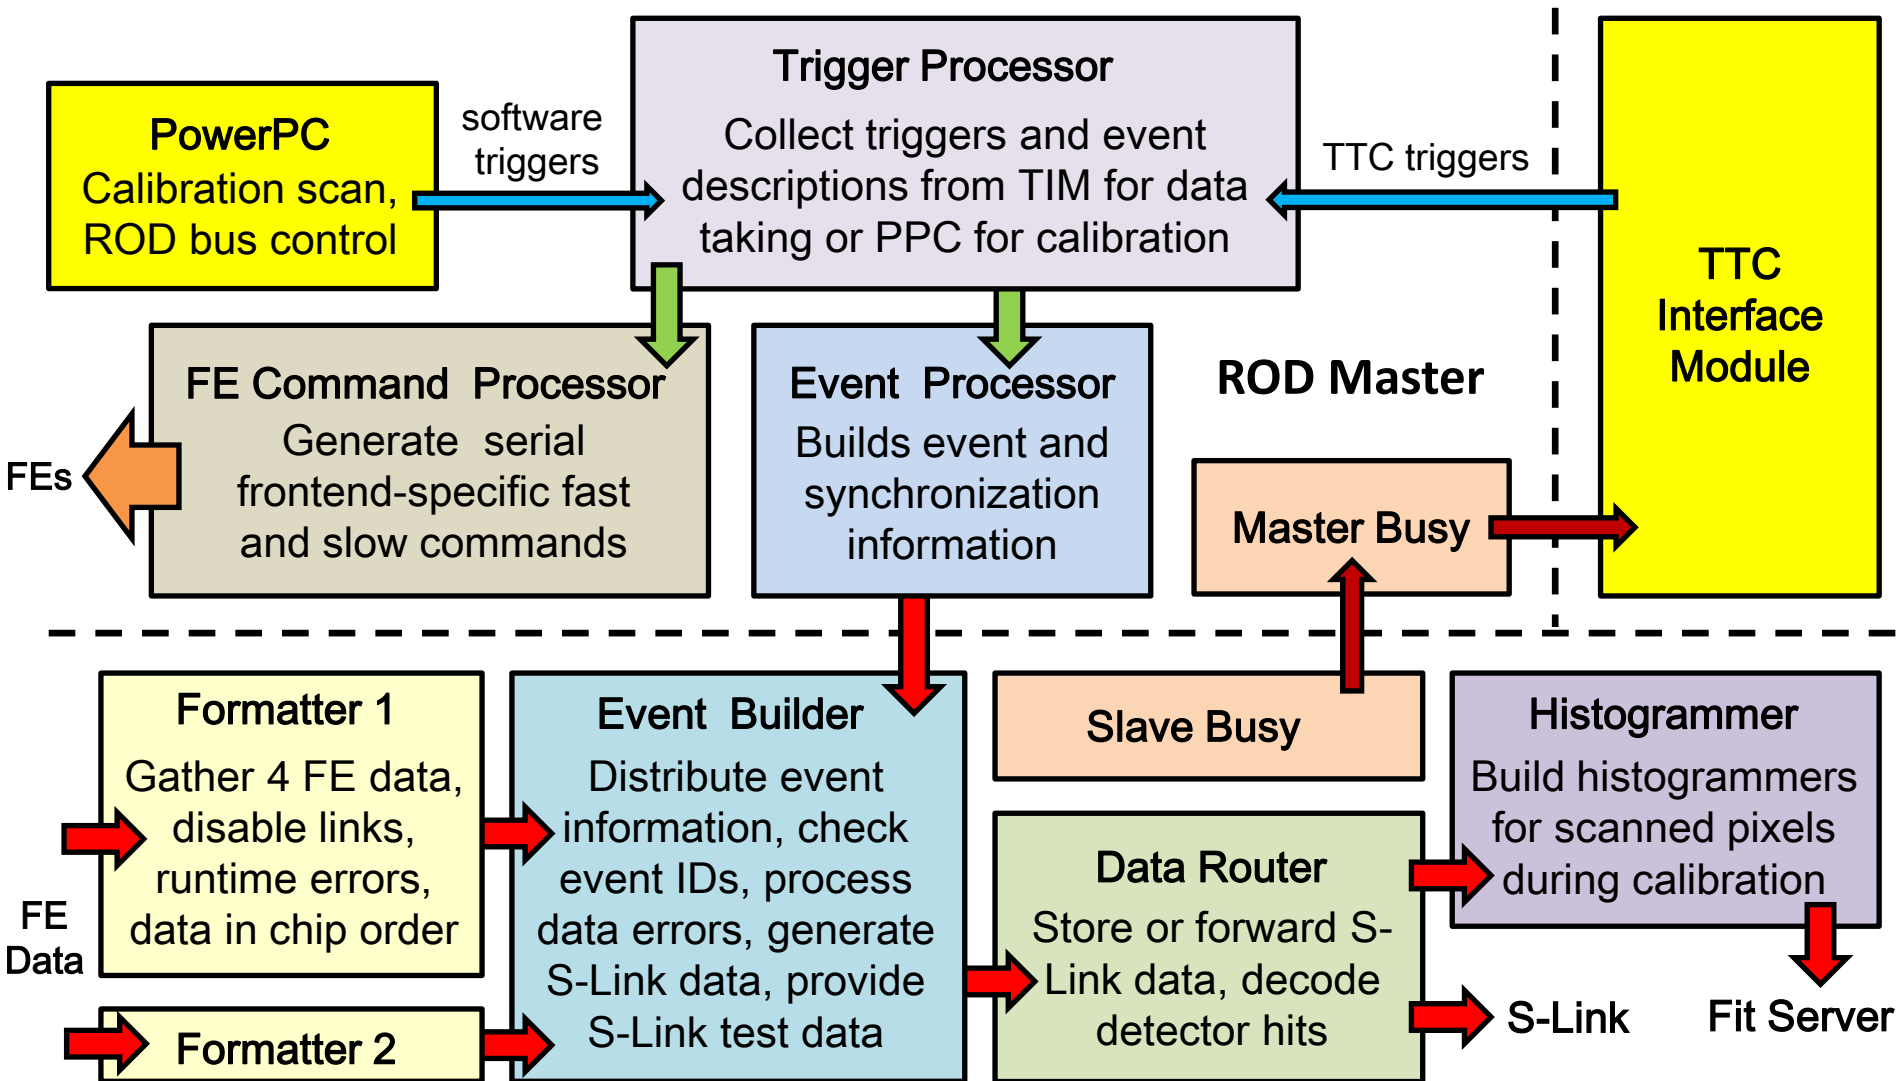 Trigger Processor
Collect triggers and event
descriptions from TIM for data
taking or PPC for calibration
PowerPC
Calibration scan,
ROD bus control
software
triggers
TTC triggers
TTC
Interface
Module
FE Command  Processor
Generate  serial
frontend-specific fast
and slow commands
FEs
Event  Processor
Builds event and
synchronization
information
ROD Master
Master Busy
Formatter 1
Gather 4 FE data,
disable links,
runtime errors,
data in chip order
FE
Data
Formatter 2
Event  Builder
Distribute event
information, check
event IDs, process
data errors, generate
S-Link data, provide
S-Link test data
Slave Busy
Data Router
Store or forward S-
Link data, decode
detector hits
Histogrammer
Build histogrammers
for scanned pixels
during calibration
S-Link
Fit Server